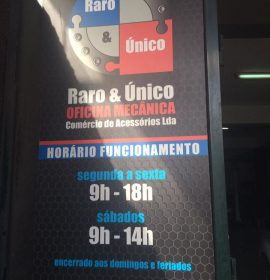 Raro
&
Único
Raro & Único
OFICINA MECÂNICA
Comércio de Acessórios Lda
HORÁRIO FUNCIONAMENTO
segunda a sexta
9h - 18h
sábados
9h - 14h
encerrado aos domingos e feriados